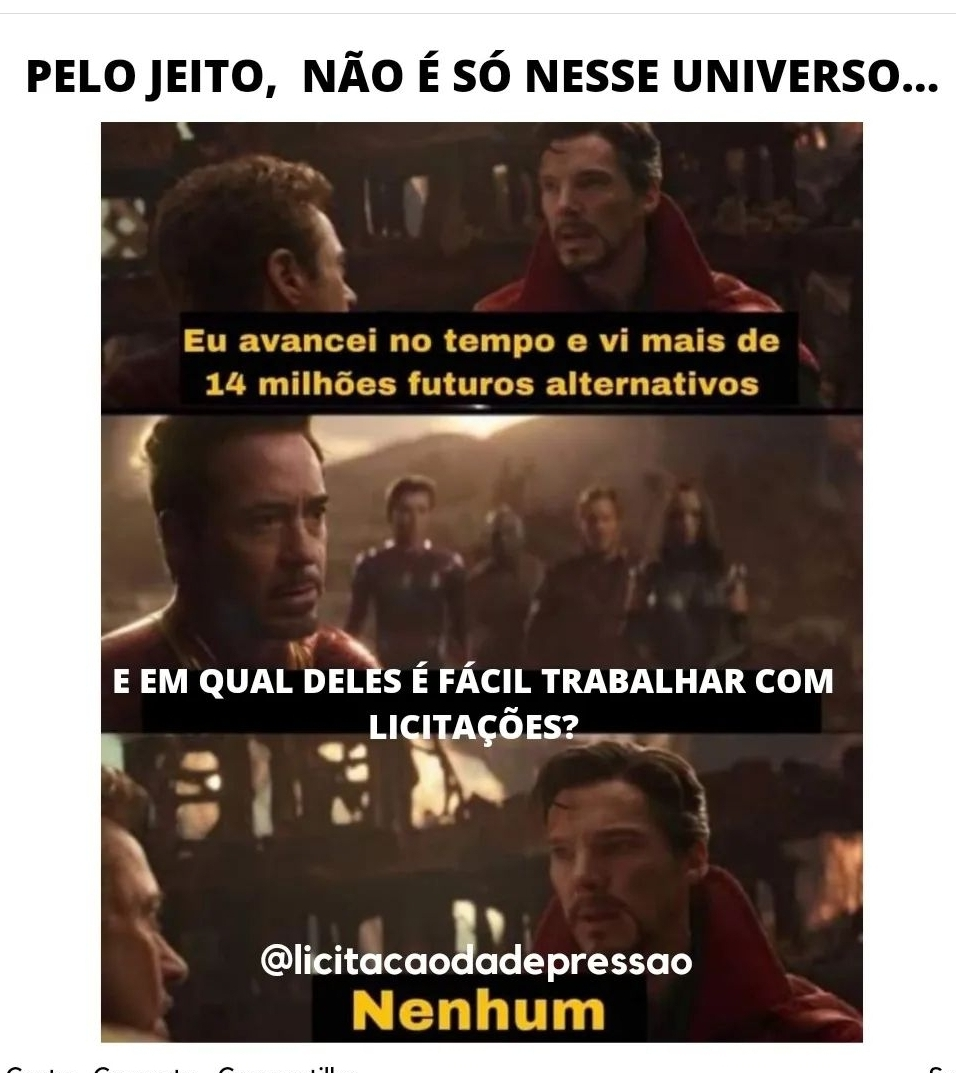 PELO JEITO, NÃO É SÓ NESSE UNIVERSO...
Eu avancei no tempo e vi mais de
14 milhões futuros alternativos
E EM QUAL DELES É FÁCIL TRABALHAR COM
LICITAÇÕES?
@licitacaodadepressao
Nenhum